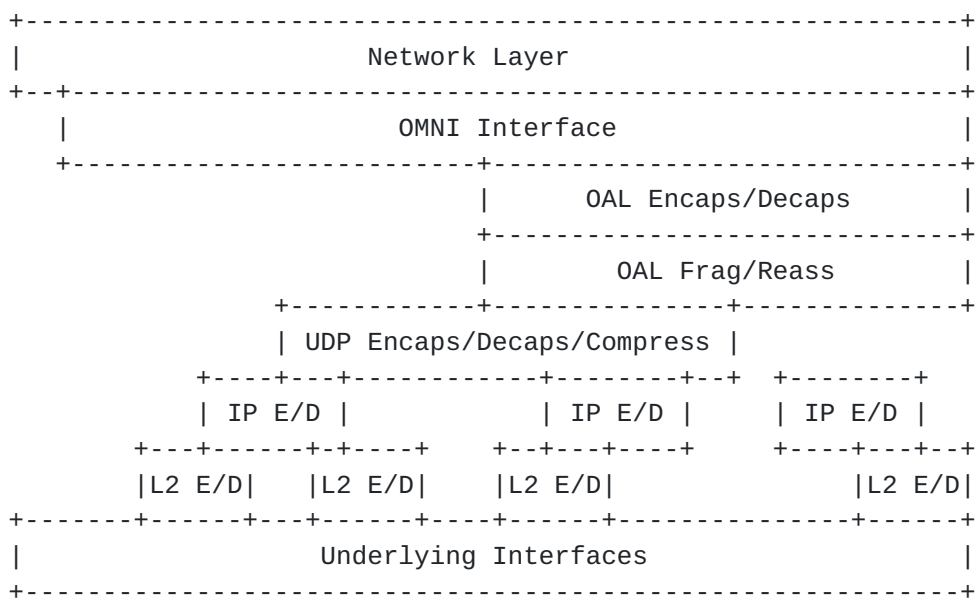 Network Layer
OMNI Interface
OAL Encaps/Decaps
OAL Frag/Reass
UDP Encaps/Decaps/Compress
IP E/D IP E/D IP E/D
L2 E/D L2 E/D L2 E/D L2 E/D
Underlying Interfaces